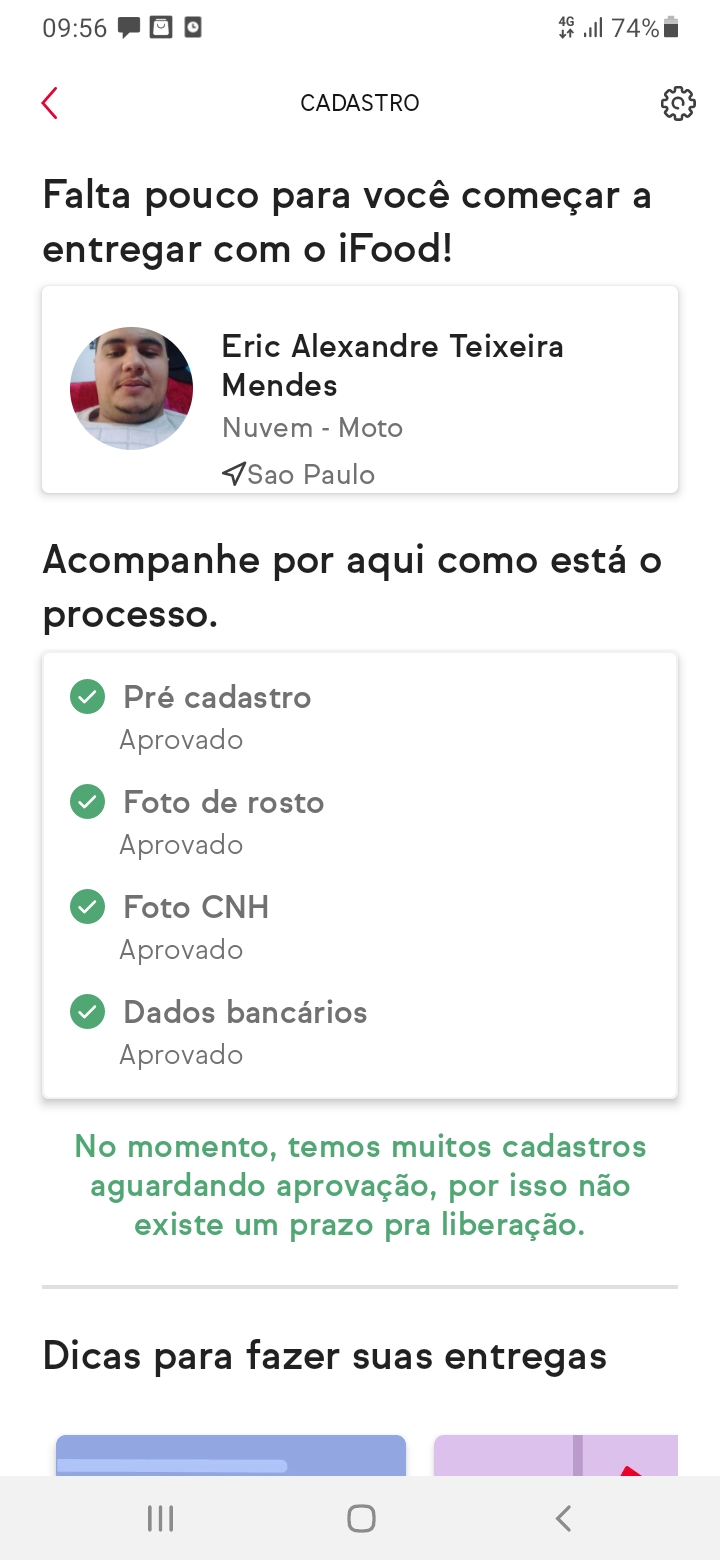 09:56
4G
74%
CADASTRO
Falta pouco para você começar a
entregar com o iFood!
Eric Alexandre Teixeira
Mendes
Nuvem - Moto
Sao Paulo
Acompanhe por aqui como está o
processo.
Pré cadastro
Aprovado
Foto de rosto
Aprovado
Foto CNH
Aprovado
Dados bancários
Aprovado
No momento, temos muitos cadastros
aguardando aprovação, por isso não
existe um prazo pra liberação.
Dicas para fazer suas entregas